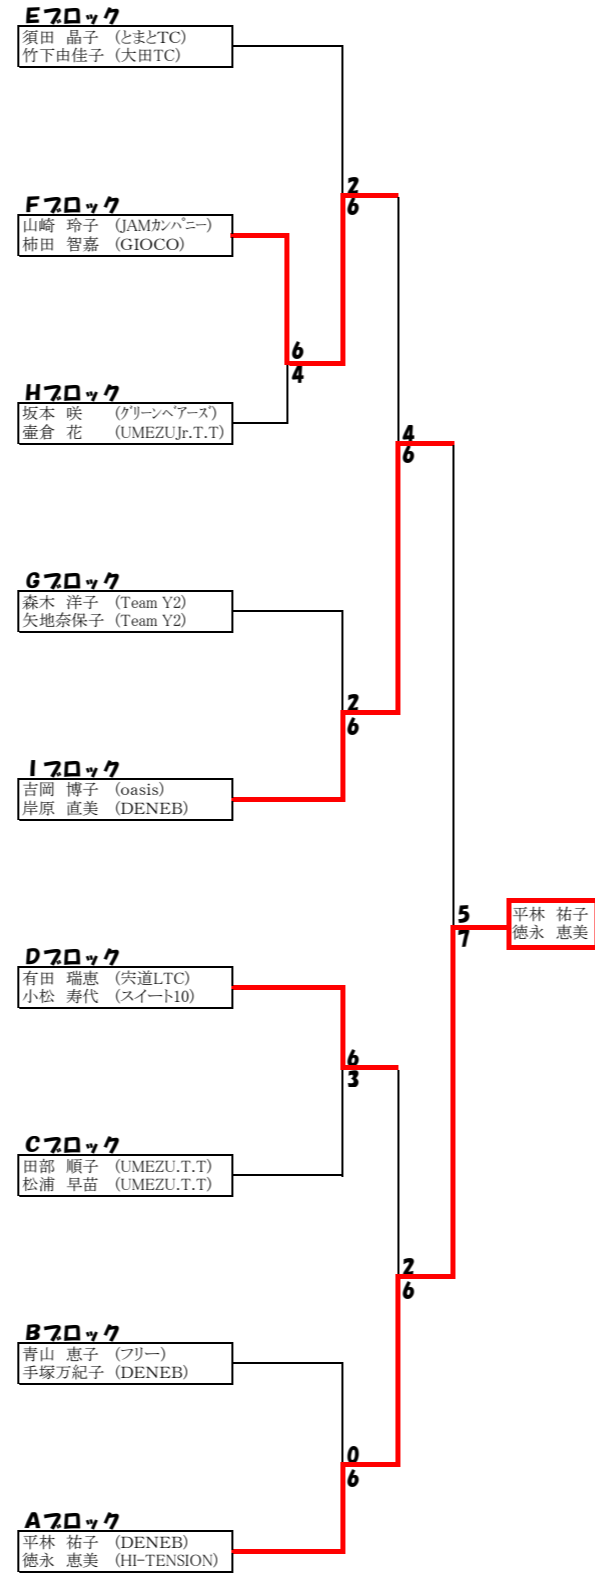 Eブロック
須田 晶子 (とまとTC)
竹下由佳子 (大田TC)
2
6
Fブロック
山崎 玲子 (JAMカンパニー)
柿田 智嘉 (GIOCO)
6
4
Hブロック
坂本 咲 (グリーンベアーズ)
壷倉 花 (UMEZUJr.T.T)
4
6
Gブロック
森木 洋子 (Team Y2)
矢地奈保子 (Team Y2)
2
6
Iブロック
吉岡 博子 (oasis)
岸原 直美 (DENEB)
5
7
平林 祐子
徳永 恵美
Dブロック
有田 瑞恵 (宍道LTC)
小松 寿代 (スイート10)
6
3
Cブロック
田部 順子 (UMEZU.T.T)
松浦 早苗 (UMEZU.T.T)
2
6
Bブロック
青山 恵子 (フリー)
手塚万紀子 (DENEB)
0
6
Aブロック
平林 祐子 (DENEB)
徳永 恵美 (HI-TENSION)